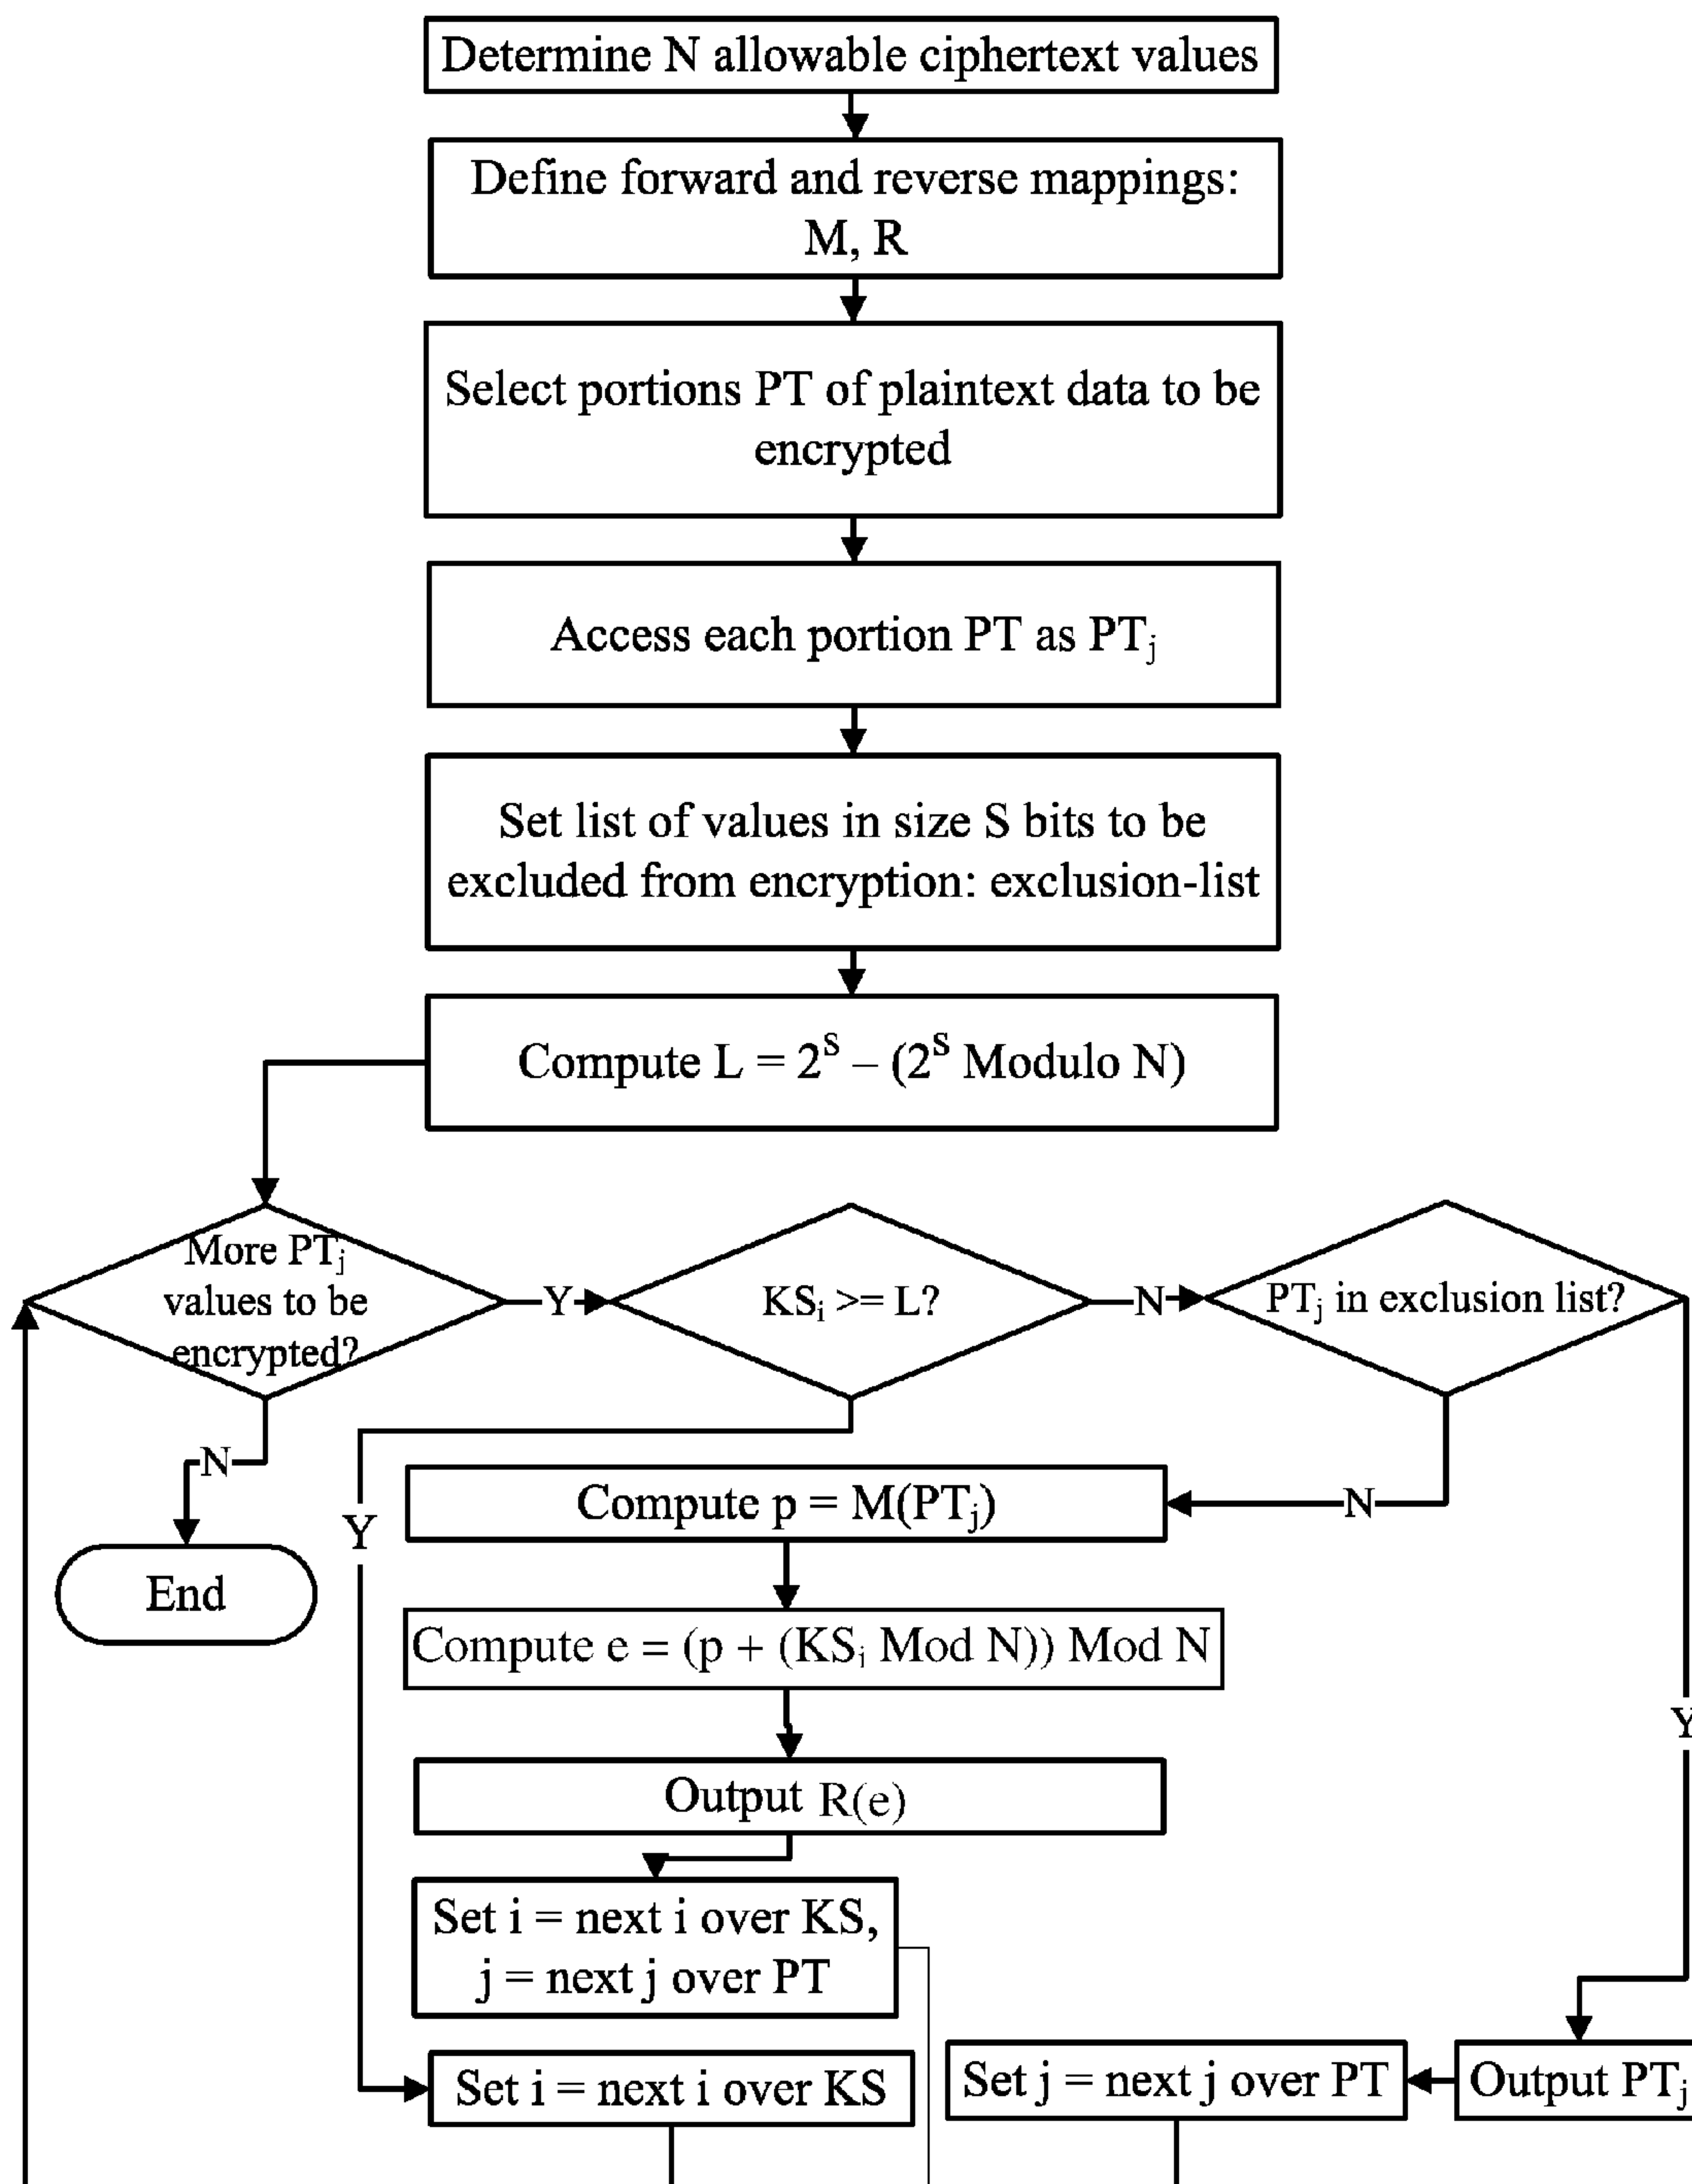 Determine N allowable ciphertext values
Define forward and reverse mappings:
M, R
Select portions PT of plaintext data to be
encrypted
Access each portion PT as PTj
Set list of values in size S bits to be
excluded from encryption: exclusion-list
Compute L = 2^S – (2^S Modulo N)
More PTj
values to be
encrypted?
Y
KSi >= L?
N
PTj in exclusion list?
N
Y
Compute p = M(PTj)
N
End
Compute e = (p + (KSi Mod N)) Mod N
Y
Output R(e)
Set i = next i over KS,
j = next j over PT
Set i = next i over KS
Set j = next j over PT
Output PTj